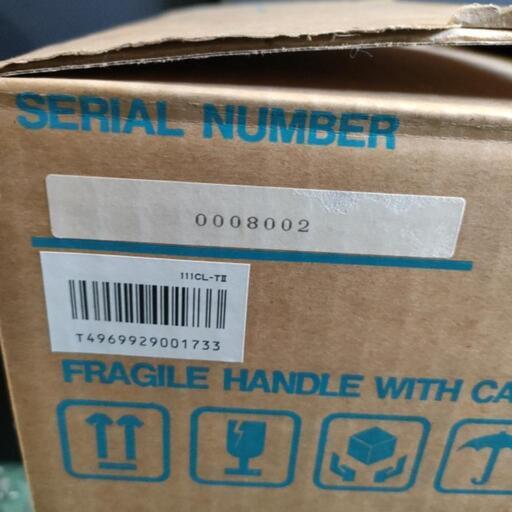 SERIAL NUMBER
0008002
111CL-TII
T4969929001733
FRAGILE HANDLE WITH CA